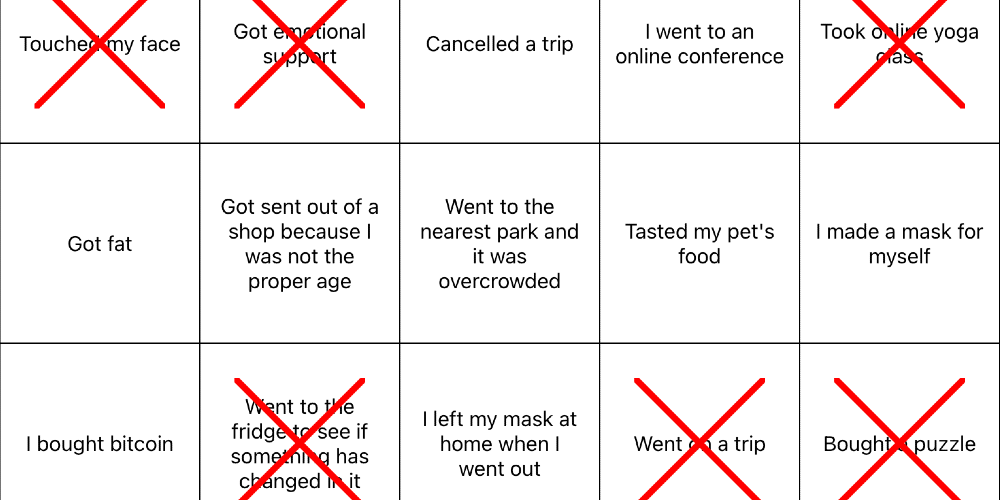 Touched my face
Got emotional
support
Cancelled a trip
I went to an
online conference
Took online yoga
class
Got fat
Got sent out of a
shop because I
was not the
proper age
Went to the
nearest park and
it was
overcrowded
Tasted my pet's
food
I made a mask for
myself
I bought bitcoin
Went to the
fridge to see if
something has
changed in it
I left my mask at
home when I
went out
Went on a trip
Bought a puzzle